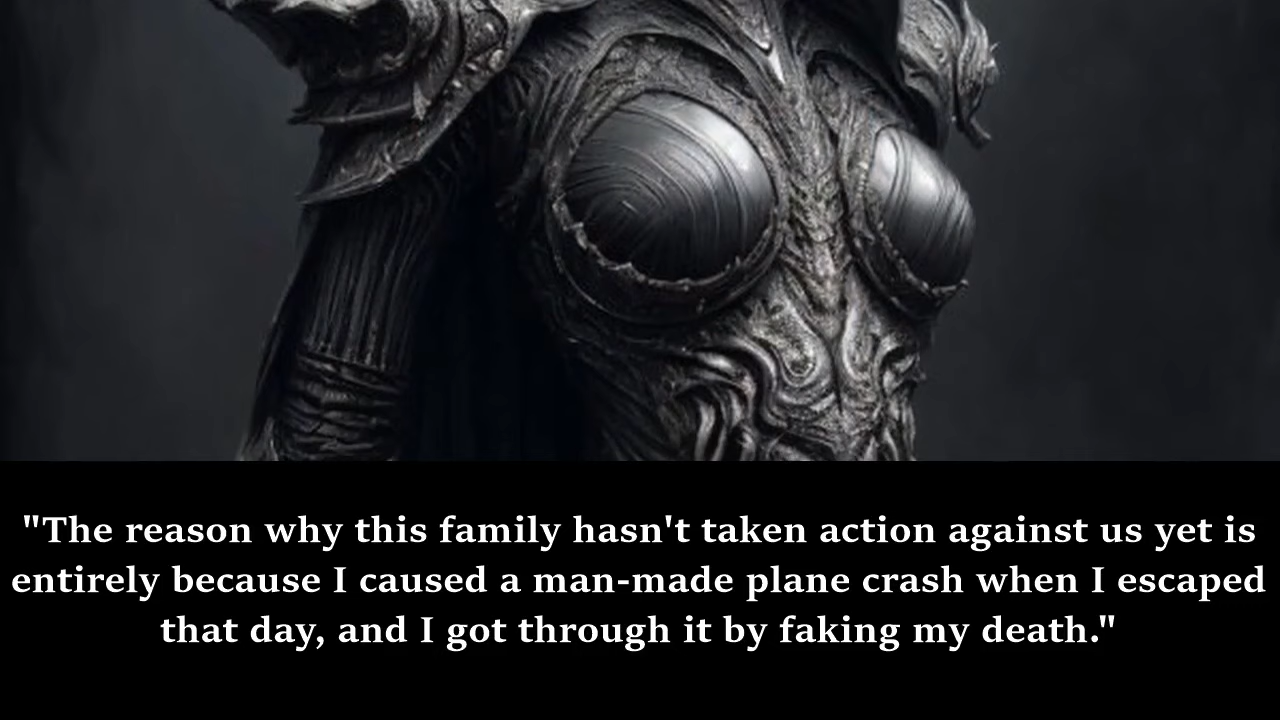 "The reason why this family hasn't taken action against us yet is
entirely because I caused a man-made plane crash when I escaped
that day, and I got through it by faking my death."